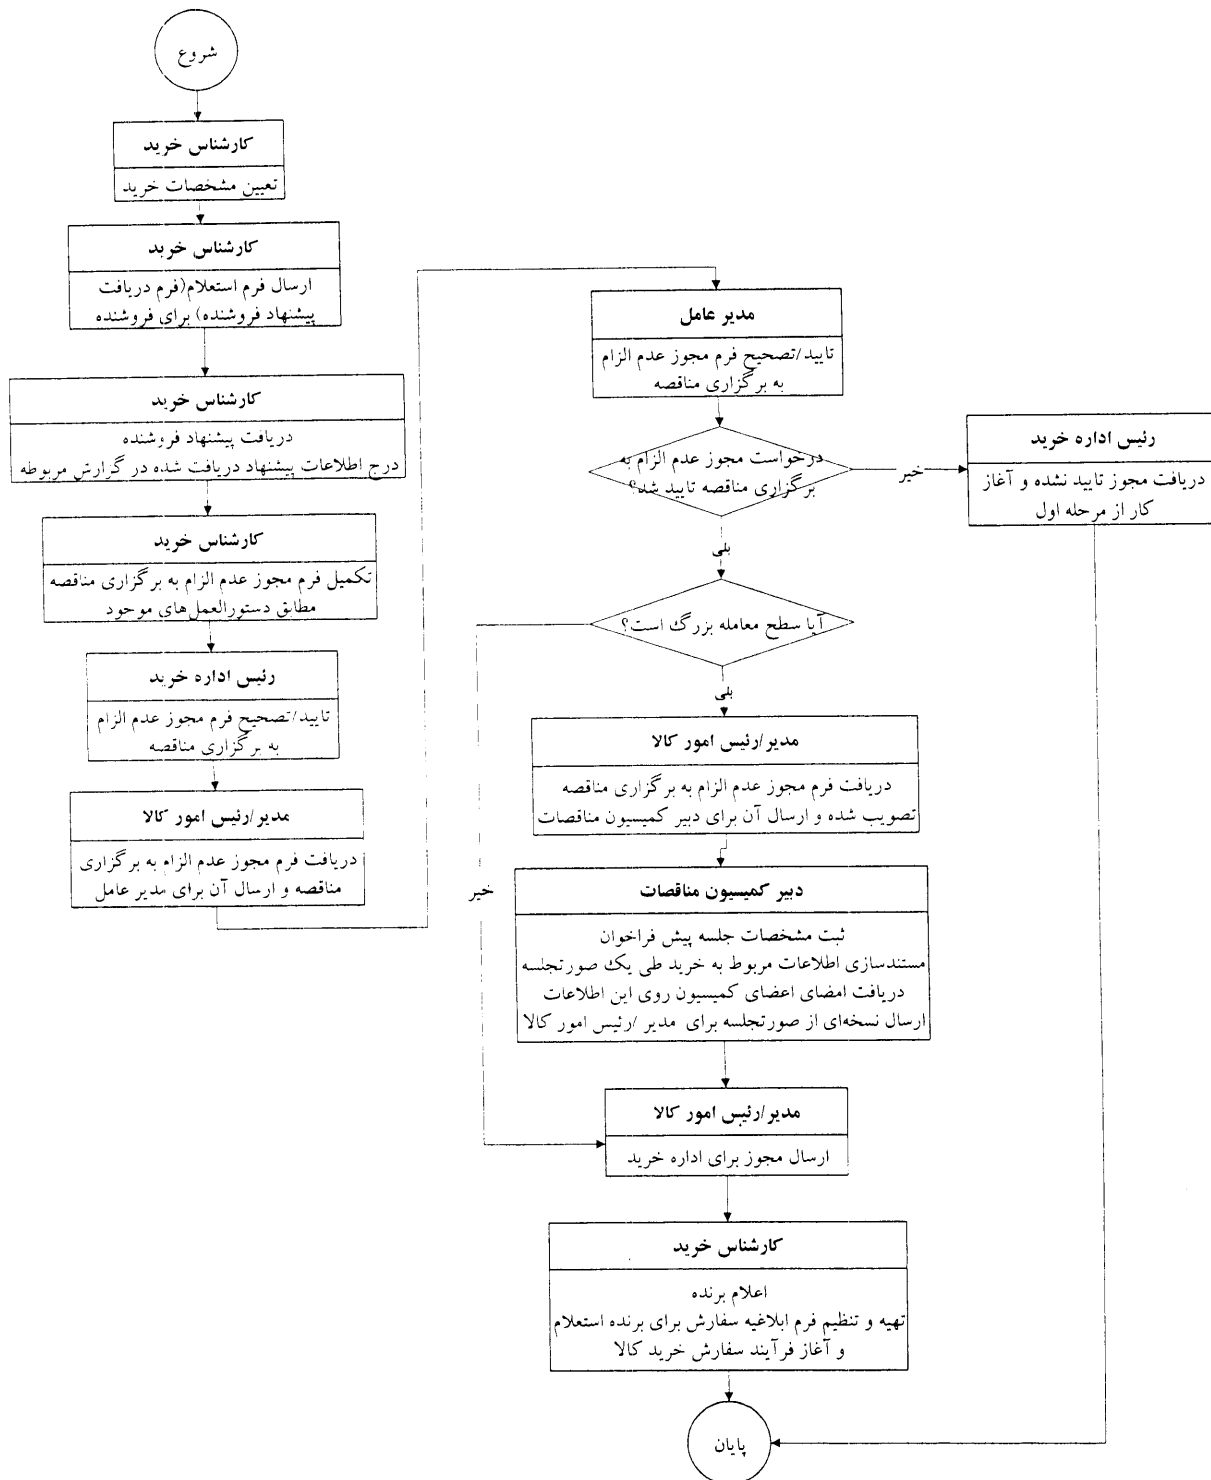 شروع
کارشناس خرید
تعیین مشخصات خرید
کارشناس خرید
ارسال فرم استعلام(فرم دریافت
پیشنهاد فروشنده) برای فروشنده
کارشناس خرید
دریافت پیشنهاد فروشنده
درج اطلاعات پیشنهاد دریافت شده در گزارش مربوطه
کارشناس خرید
تکمیل فرم مجوز عدم الزام به برگزاری مناقصه
مطابق دستورالعمل‌های موجود
رئیس اداره خرید
تایید/تصحیح فرم مجوز عدم الزام
به برگزاری مناقصه
مدیر/رئیس امور کالا
دریافت فرم مجوز عدم الزام به برگزاری
مناقصه و ارسال آن برای مدیر عامل
مدیر عامل
تایید/تصحیح فرم مجوز عدم الزام
به برگزاری مناقصه
درخواست مجوز عدم الزام به
برگزاری مناقصه تایید شد؟
خیر
رئیس اداره خرید
دریافت مجوز تایید نشده و آغاز
کار از مرحله اول
بلی
آیا سطح معامله بزرگ است؟
خیر
بلی
مدیر/رئیس امور کالا
دریافت فرم مجوز عدم الزام به برگزاری مناقصه
تصویب شده و ارسال آن برای دبیر کمیسیون مناقصات
دبیر کمیسیون مناقصات
ثبت مشخصات جلسه پیش فراخوان
مستندسازی اطلاعات مربوط به خرید طی یک صورتجلسه
دریافت امضای اعضای کمیسیون روی این اطلاعات
ارسال نسخه‌ای از صورتجلسه برای مدیر /رئیس امور کالا
مدیر/رئیس امور کالا
ارسال مجوز برای اداره خرید
کارشناس خرید
اعلام برنده
تهیه و تنظیم فرم ابلاغیه سفارش برای برنده استعلام
و آغاز فرآیند سفارش خرید کالا
پایان